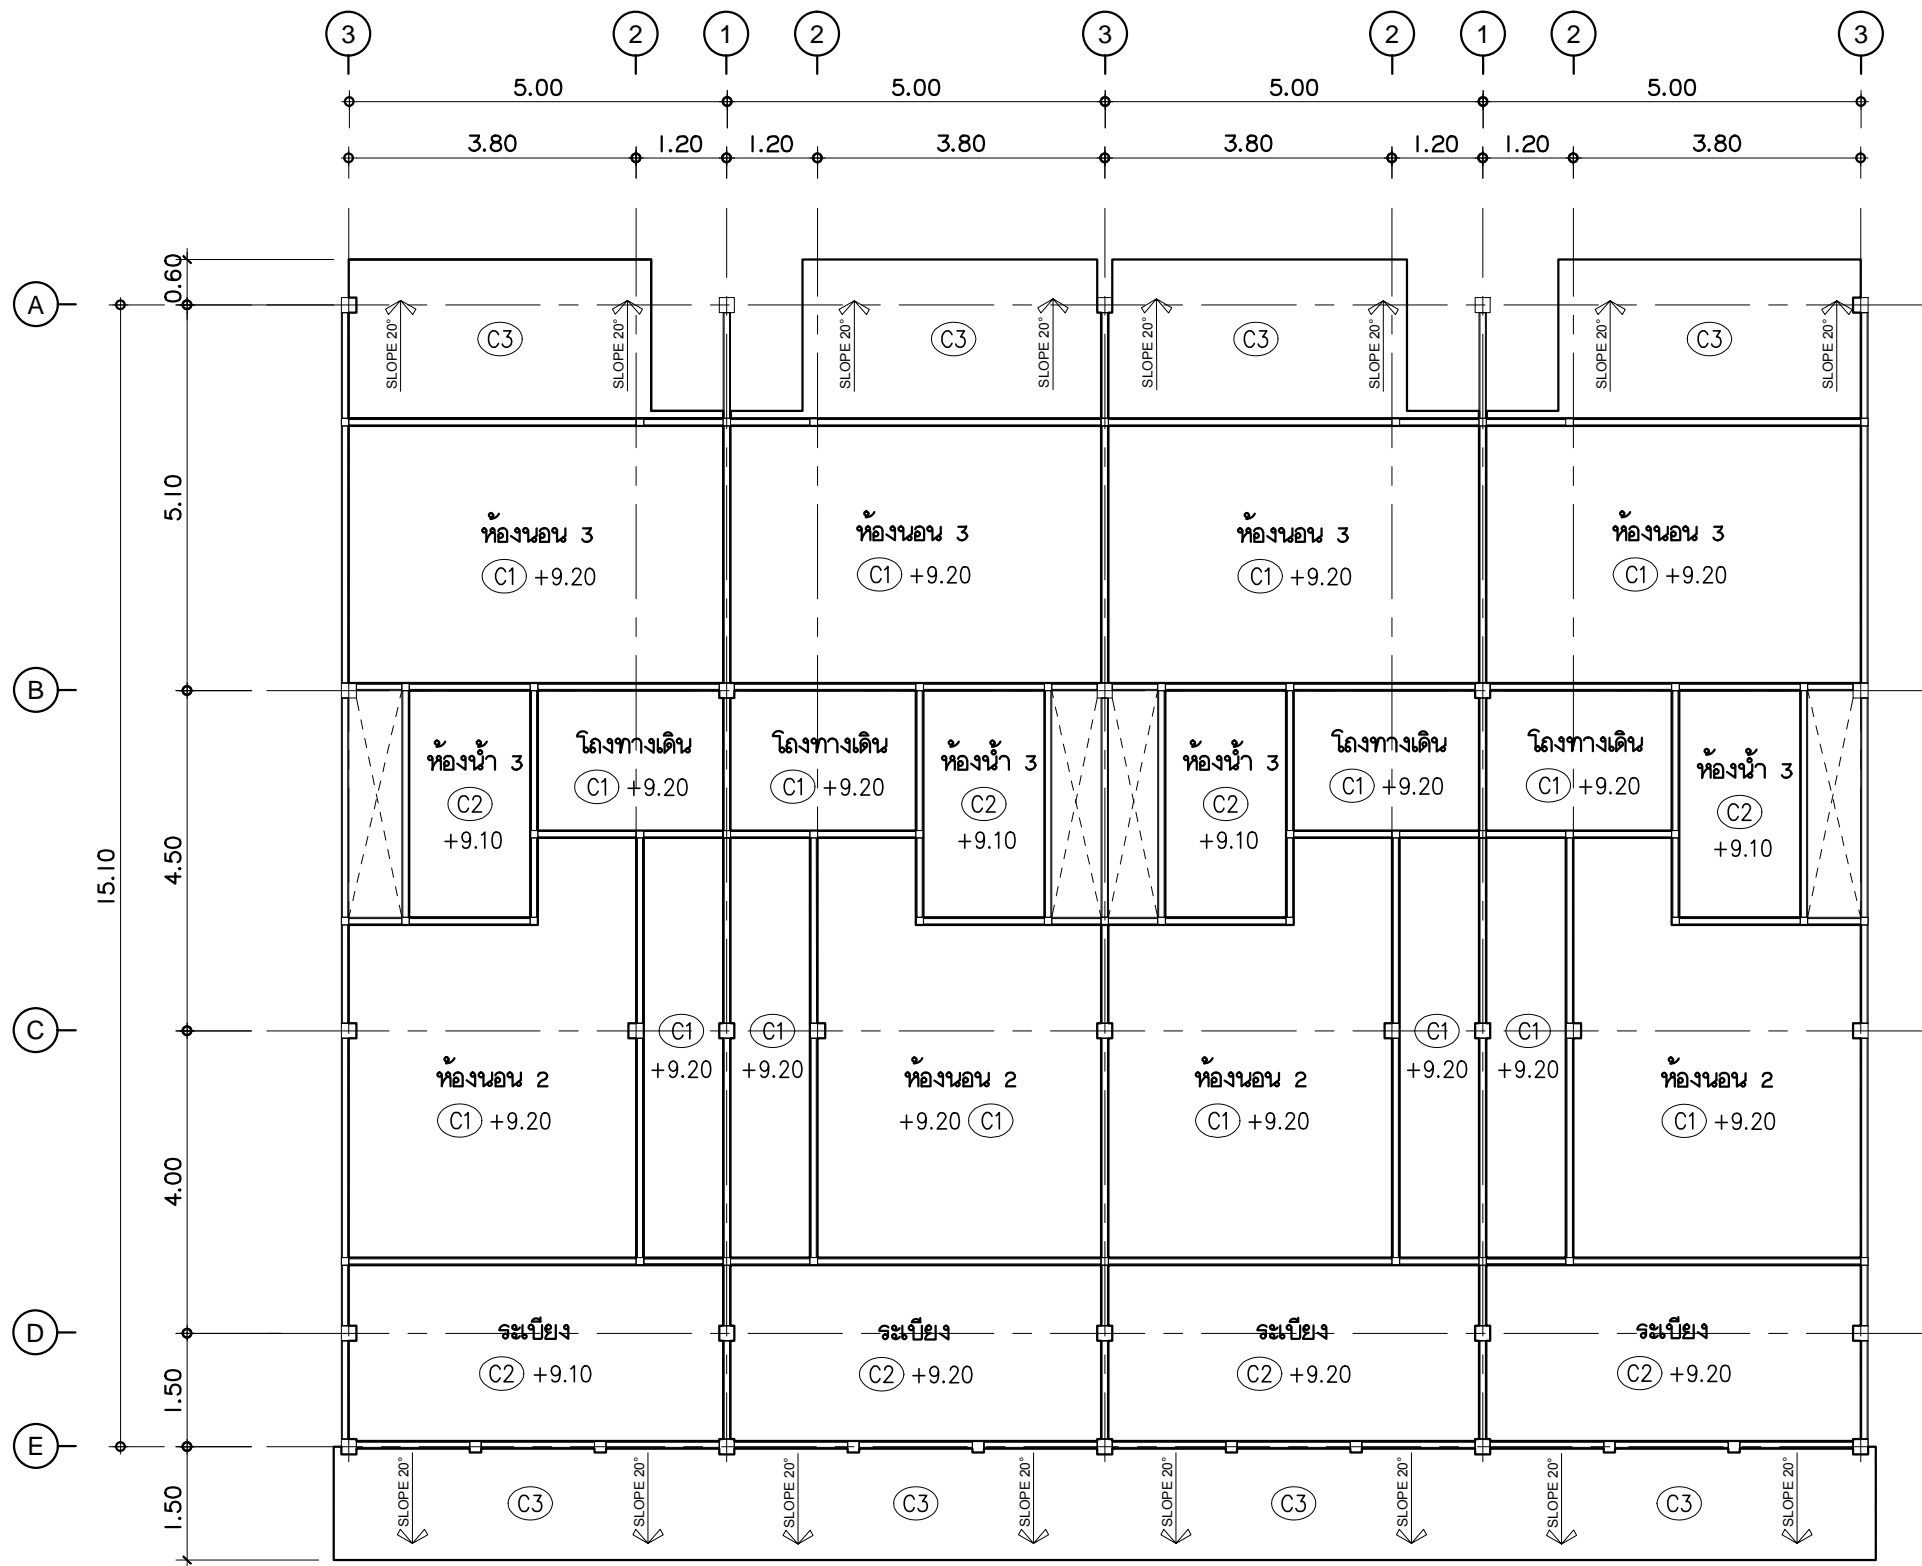 3 2 1 2 3 2 1 2 3
5.00 5.00 5.00 5.00
3.80 1.20 1.20 3.80 3.80 1.20 1.20 3.80
0.60
A
SLOPE 20° C3 SLOPE 20° SLOPE 20° C3 SLOPE 20° SLOPE 20° C3 SLOPE 20° SLOPE 20° C3 SLOPE 20°
5.10
ห้องนอน 3 ห้องนอน 3 ห้องนอน 3 ห้องนอน 3
C1 +9.20 C1 +9.20 C1 +9.20 C1 +9.20
B
ห้องน้ำ 3 โถงทางเดิน โถงทางเดิน ห้องน้ำ 3 ห้องน้ำ 3 โถงทางเดิน โถงทางเดิน ห้องน้ำ 3
C2 C1 +9.20 C1 +9.20 C2 C2 C1 +9.20 C1 +9.20 C2
+9.10 +9.10 +9.10 +9.10
4.50
15.10
C
C1 C1 C1 C1
+9.20 +9.20 +9.20 +9.20
ห้องนอน 2 ห้องนอน 2 ห้องนอน 2 ห้องนอน 2
C1 +9.20 +9.20 C1 C1 +9.20 C1 +9.20
4.00
D
ระเบียง ระเบียง ระเบียง ระเบียง
C2 +9.10 C2 +9.20 C2 +9.20 C2 +9.20
1.50
E
SLOPE 20° C3 SLOPE 20° SLOPE 20° C3 SLOPE 20° SLOPE 20° C3 SLOPE 20° SLOPE 20° C3 SLOPE 20°
1.50